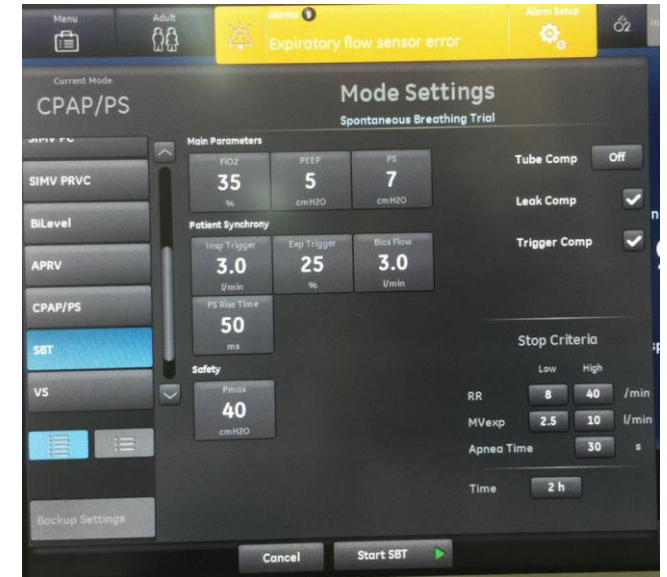 Menu
Adult
Alarms 9
Expiratory flow sensor error
Alarm Setup
O2
Current Mode
CPAP/PS
Mode Settings
Spontaneous Breathing Trial
SIMV PC
SIMV PRVC
BiLevel
APRV
CPAP/PS
SBT
VS
Backup Settings
Main Parameters
FiO2
35
%
PEEP
5
cmH2O
PS
7
cmH2O
Patient Synchrony
Insp Trigger
3.0
l/min
Exp Trigger
25
%
Bias Flow
3.0
l/min
PS Rise Time
50
ms
Safety
Pmax
40
cmH2O
Tube Comp Off
Leak Comp
Trigger Comp
Stop Criteria
Low High
RR 8 40 /min
MVexp 2.5 10 l/min
Apnea Time 30 s
Time 2 h
Cancel
Start SBT